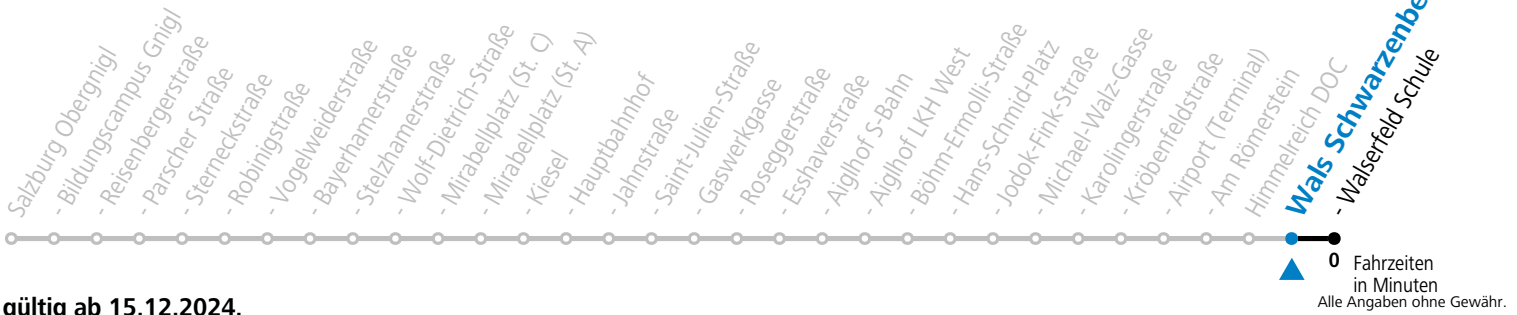 Salzburg Obergnigl
- Bildungscampus Gnigl
- Reisenbergerstraße
- Parscher Straße
- Sterneckstraße
- Robinigstraße
- Vogelweiderstraße
- Bayerhamerstraße
- Stelzhamerstraße
- Wolf-Dietrich-Straße
- Mirabellplatz (St. C)
- Mirabellplatz (St. A)
- Kiesel
- Hauptbahnhof
- Jahnstraße
- Saint-Julien-Straße
- Gaswerkgasse
- Roseggerstraße
- Esshaverstraße
- Aiglhof S-Bahn
- Aiglhof LKH West
- Böhm-Ermolli-Straße
- Hans-Schmid-Platz
- Jodok-Fink-Straße
- Michael-Walz-Gasse
- Karolingerstraße
- Kröbenfeldstraße
- Airport (Terminal)
- Am Römerstein
Himmelreich DOC
Wals Schwarzenbe
- Walserfeld Schule
0 Fahrzeiten
in Minuten
Alle Angaben ohne Gewähr.
gültig ab 15.12.2024.